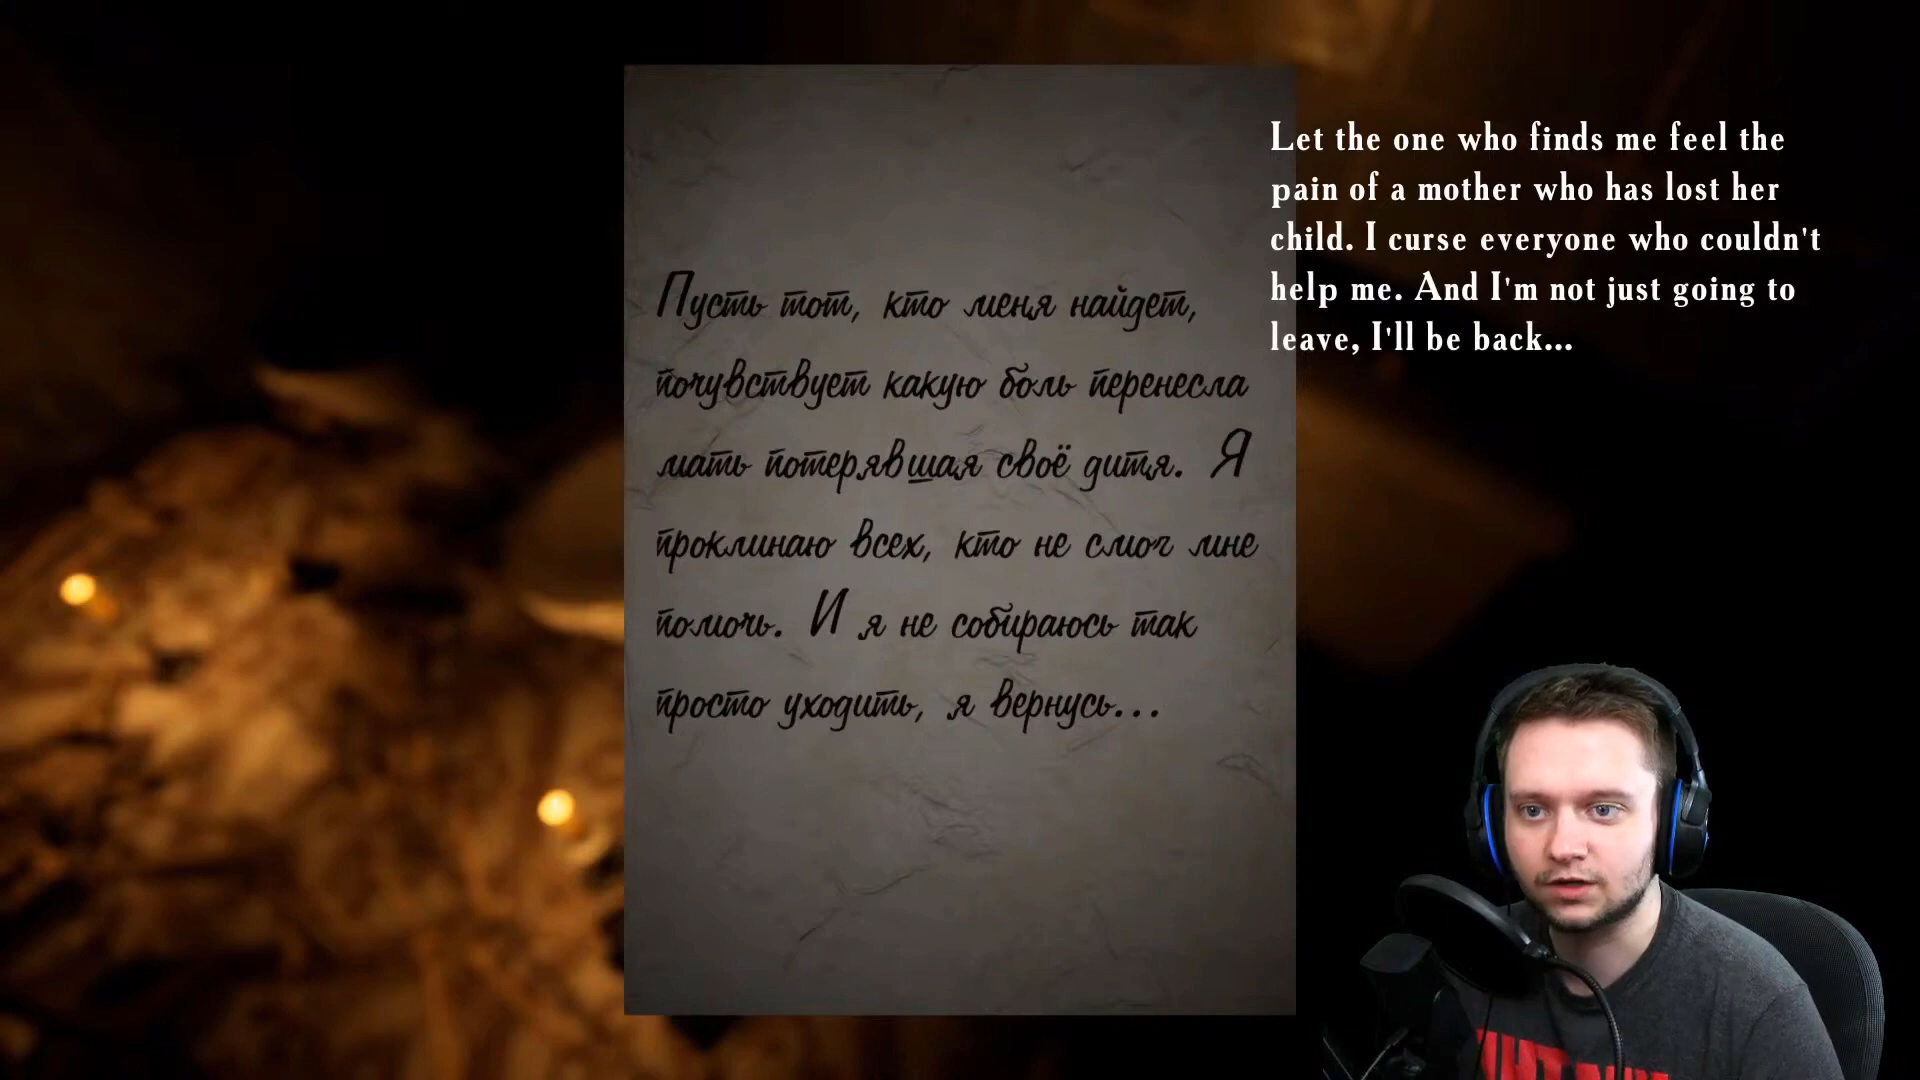 Пусть тот, кто меня найдет,
почувствует какую боль перенесла
мать потерявшая своё дитя. Я
проклинаю всех, кто не смог мне
помочь. И я не собираюсь так
просто уходить, я вернусь...
Let the one who finds me feel the
pain of a mother who has lost her
child. I curse everyone who couldn't
help me. And I'm not just going to
leave, I'll be back...